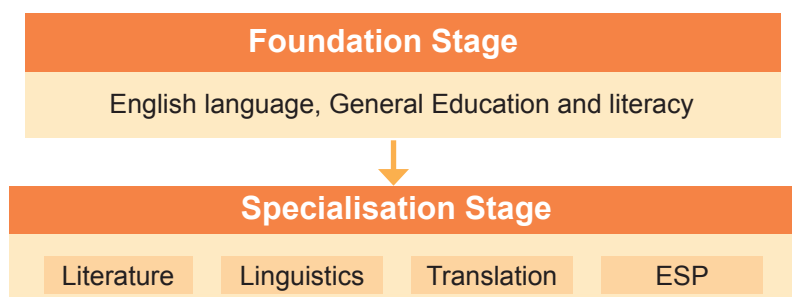 Foundation Stage
English language, General Education and literacy
Specialisation Stage
Literature Linguistics Translation ESP